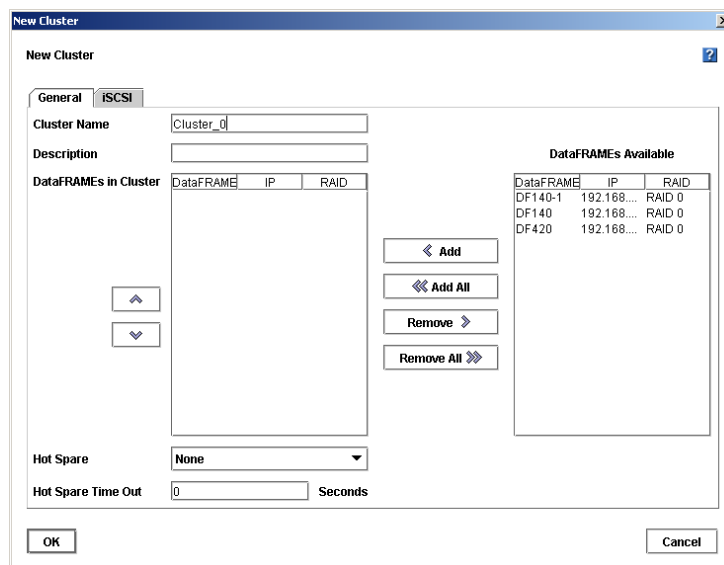 New Cluster
New Cluster
?
General iSCSI
Cluster Name Cluster_0
Description
DataFRAMEs Available
DataFRAMEs in Cluster DataFRAME IP RAID
DataFRAME IP RAID
DF140-1 192.168.... RAID 0
DF140 192.168.... RAID 0
DF420 192.168.... RAID 0
Add
Add All
Remove
Remove All
Hot Spare None
Hot Spare Time Out 0 Seconds
OK Cancel